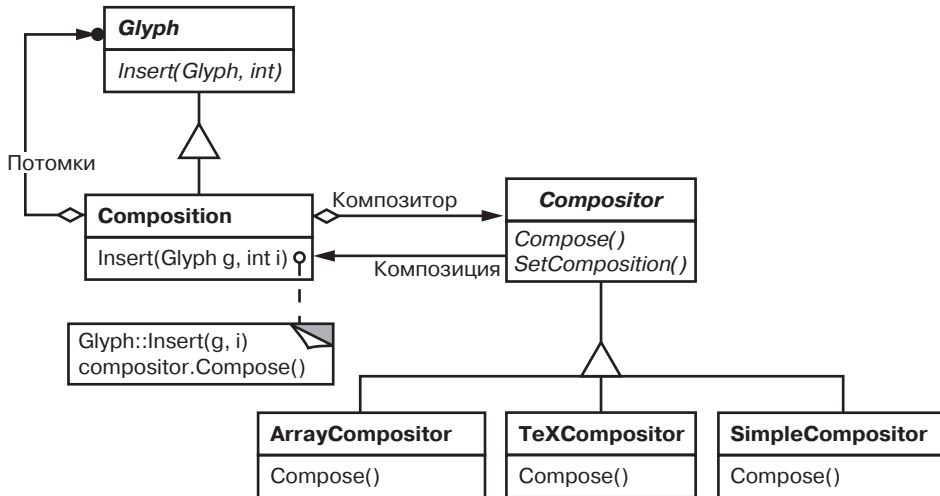 Glyph
Insert(Glyph, int)
Потомки
Composition
Insert(Glyph g, int i)
Композитор
Композиция
Compositor
Compose()
SetComposition()
Glyph::Insert(g, i)
compositor.Compose()
ArrayCompositor
Compose()
TeXCompositor
Compose()
SimpleCompositor
Compose()